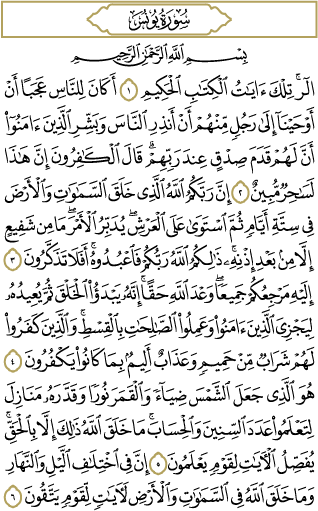 سُورَةُ يُونُسَ
بِسْمِ ٱللَّهِ ٱلرَّحْمَٰنِ ٱلرَّحِيمِ
الٓرۚ تِلْكَ ءَايَٰتُ ٱلْكِتَٰبِ ٱلْحَكِيمِ ١ أَكَانَ لِلنَّاسِ عَجَبًا أَنْ
أَوْحَيْنَآ إِلَىٰ رَجُلٍ مِّنْهُمْ أَنْ أَنذِرِ ٱلنَّاسَ وَبَشِّرِ ٱلَّذِينَ ءَامَنُوٓا۟
أَنَّ لَهُمْ قَدَمَ صِدْقٍ عِندَ رَبِّهِمْۗ قَالَ ٱلْكَٰفِرُونَ إِنَّ هَٰذَا
لَسَٰحِرٌ مُّبِينٌ ٢ إِنَّ رَبَّكُمُ ٱللَّهُ ٱلَّذِى خَلَقَ ٱلسَّمَٰوَٰتِ وَٱلْأَرْضَ
فِى سِتَّةِ أَيَّامٍ ثُمَّ ٱسْتَوَىٰ عَلَى ٱلْعَرْشِۖ يُدَبِّرُ ٱلْأَمْرَۖ مَا مِن شَفِيعٍ
إِلَّا مِنۢ بَعْدِ إِذْنِهِۦۚ ذَٰلِكُمُ ٱللَّهُ رَبُّكُمْ فَٱعْبُدُوهُۚ أَفَلَا تَذَكَّرُونَ ٣
إِلَيْهِ مَرْجِعُكُمْ جَمِيعًاۖ وَعْدَ ٱللَّهِ حَقًّاۚ إِنَّهُۥ يَبْدَؤُا۟ ٱلْخَلْقَ ثُمَّ يُعِيدُهُۥ
لِيَجْزِىَ ٱلَّذِينَ ءَامَنُوا۟ وَعَمِلُوا۟ ٱلصَّٰلِحَٰتِ بِٱلْقِسْطِۚ وَٱلَّذِينَ كَفَرُوا۟
لَهُمْ شَرَابٌ مِّنْ حَمِيمٍ وَعَذَابٌ أَلِيمٌۢ بِمَا كَانُوا۟ يَكْفُرُونَ ٤
هُوَ ٱلَّذِى جَعَلَ ٱلشَّمْسَ ضِيَآءً وَٱلْقَمَرَ نُورًا وَقَدَّرَهُۥ مَنَازِلَ
لِتَعْلَمُوا۟ عَدَدَ ٱلسِّنِينَ وَٱلْحِسَابَۚ مَا خَلَقَ ٱللَّهُ ذَٰلِكَ إِلَّا بِٱلْحَقِّۚ
يُفَصِّلُ ٱلْءَايَٰتِ لِقَوْمٍ يَعْلَمُونَ ٥ إِنَّ فِى ٱخْتِلَٰفِ ٱلَّيْلِ وَٱلنَّهَارِ
وَمَا خَلَقَ ٱللَّهُ فِى ٱلسَّمَٰوَٰتِ وَٱلْأَرْضِ لَءَايَٰتٍ لِّقَوْمٍ يَتَّقُونَ ٦